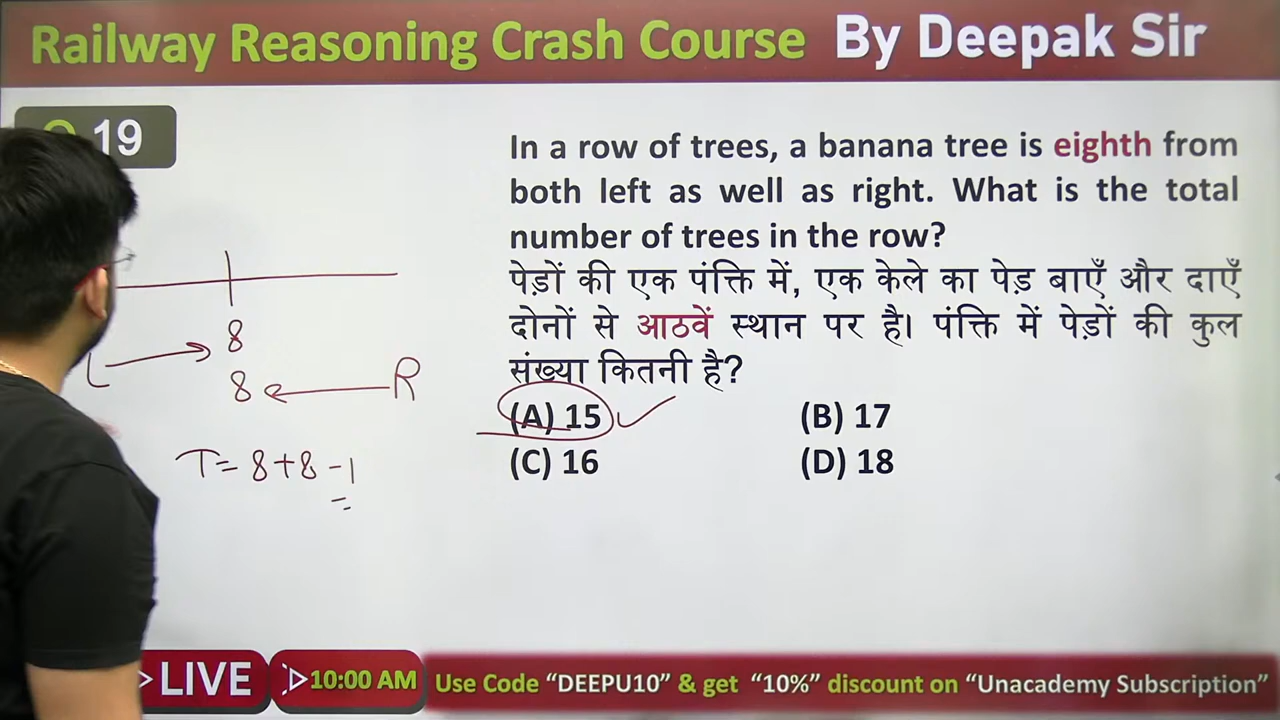 Railway Reasoning Crash Course By Deepak Sir
19
In a row of trees, a banana tree is eighth from
both left as well as right. What is the total
number of trees in the row?
पेड़ों की एक पंक्ति में, एक केले का पेड़ बाएँ और दाएँ
दोनों से आठवें स्थान पर है। पंक्ति में पेड़ों की कुल
संख्या कितनी है?
(A) 15 (B) 17
(C) 16 (D) 18
8
L
8 R
T= 8+8-1
LIVE 10:00 AM Use Code “DEEPU10” & get “10%” discount on “Unacademy Subscription”